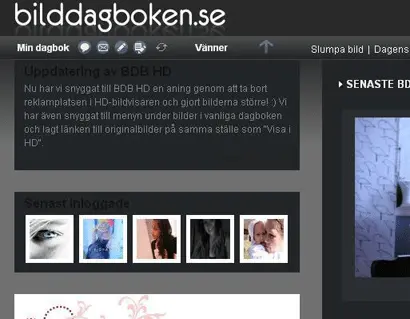 bilddagboken.se
Min dagbok Vänner Slumpa bild | Dagens
Uppdatering av BDB HD
Nu har vi snyggat till BDB HD en aning genom att ta bort
reklamplatsen i HD-bildvisaren och gjort bilderna större! :) Vi
har även snyggat till menyn under bilder i vanliga dagboken
och lagt länken till originalbilder på samma ställe som "Visa i
HD".
SENASTE BD
Senast inloggade